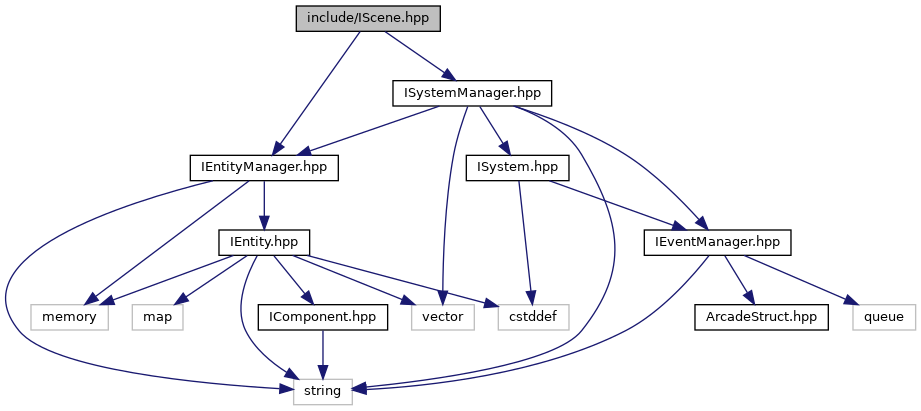 include/IScene.hpp
ISystemManager.hpp
IEntityManager.hpp
ISystem.hpp
IEntity.hpp
IEventManager.hpp
memory
map
IComponent.hpp
vector
cstddef
ArcadeStruct.hpp
queue
string